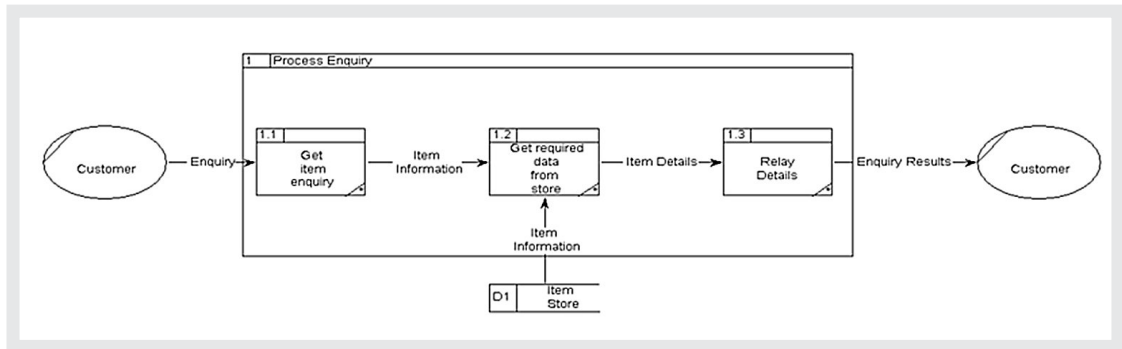 1 Process Enquiry
Customer
Enquiry
1.1
Get
item
enquiry
Item
Information
1.2
Get required
data
from
store
Item Details
1.3
Relay
Details
Enquiry Results
Customer
Item
Information
D1
Item
Store